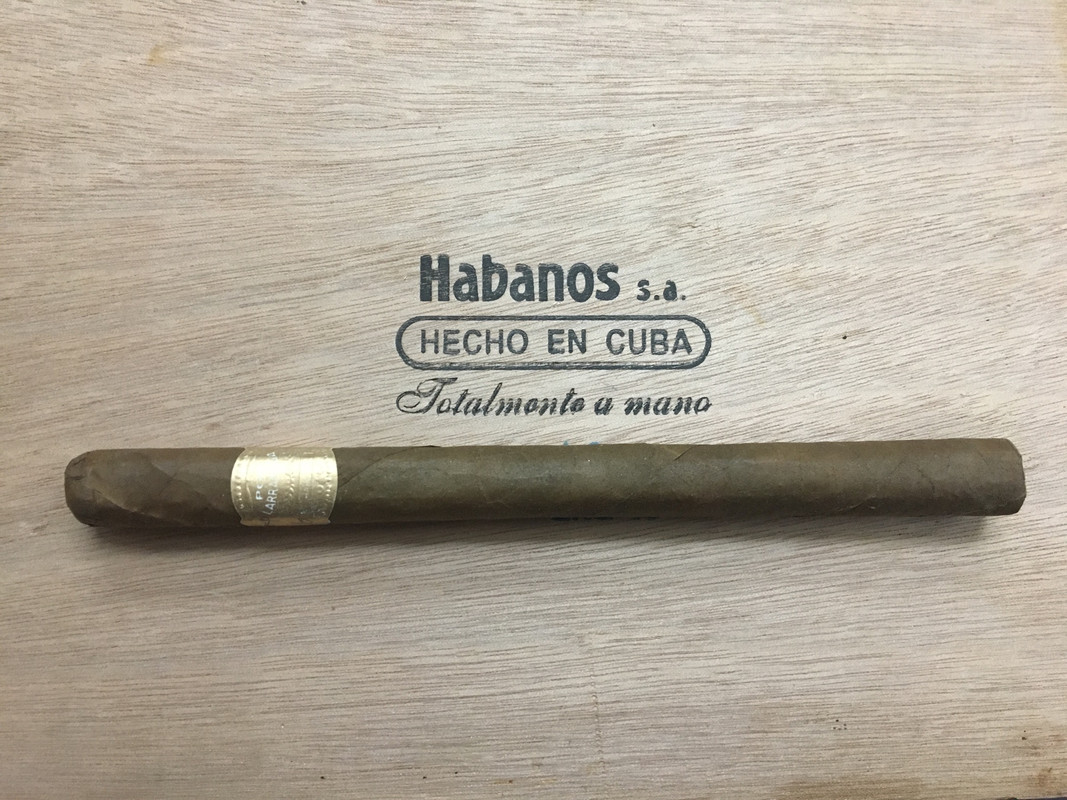 Habanos s.a.
HECHO EN CUBA
Totalmente a mano